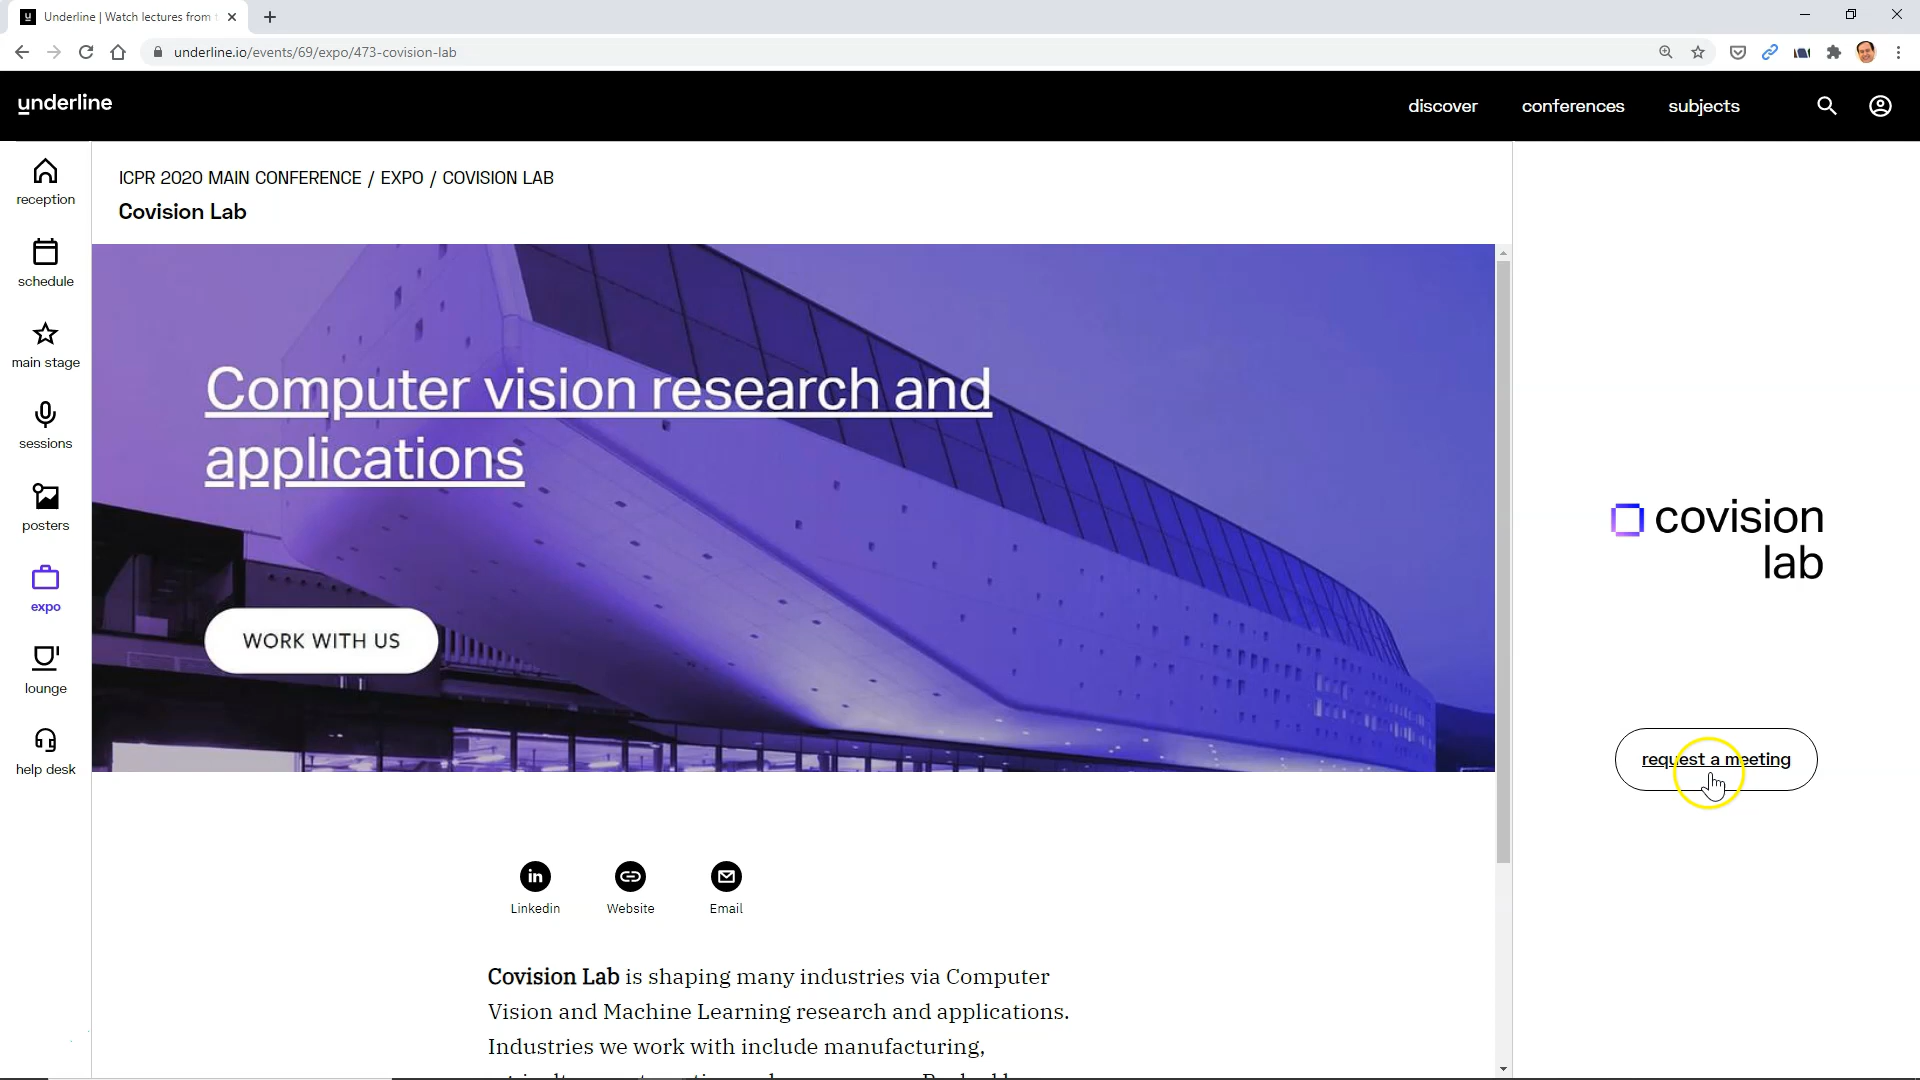 Underline | Watch lectures from
underline.io/events/69/expo/473-covision-lab
underline
discover
conferences
subjects
reception
schedule
main stage
sessions
posters
expo
lounge
help desk
ICPR 2020 MAIN CONFERENCE / EXPO / COVISION LAB
Covision Lab
Computer vision research and
applications
WORK WITH US
Linkedin
Website
Email
Covision Lab is shaping many industries via Computer
Vision and Machine Learning research and applications.
Industries we work with include manufacturing,
covision
lab
request a meeting